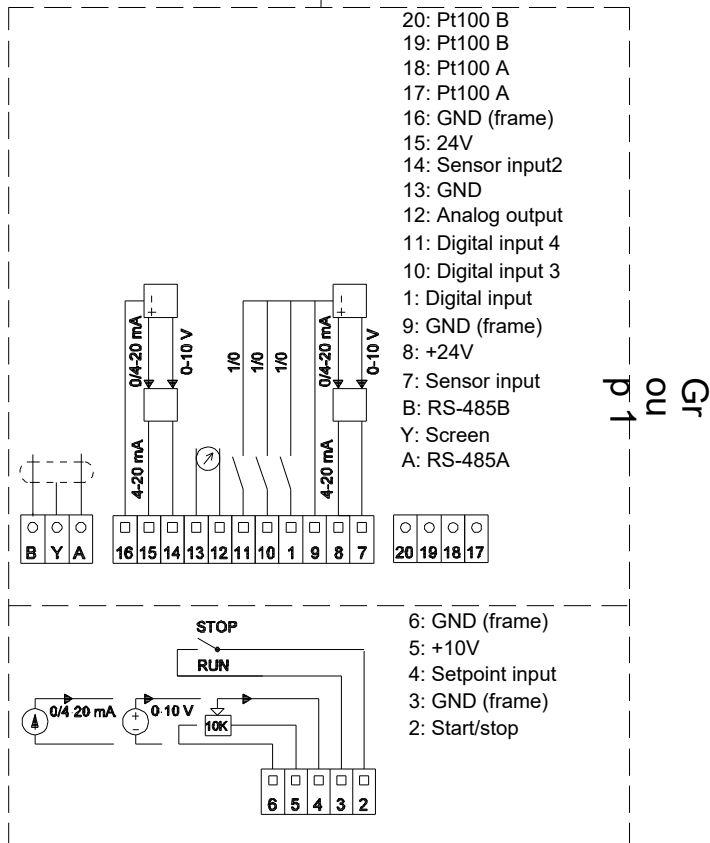 20: Pt100 B
19: Pt100 B
18: Pt100 A
17: Pt100 A
16: GND (frame)
15: 24V
14: Sensor input2
13: GND
12: Analog output
11: Digital input 4
10: Digital input 3
1: Digital input
9: GND (frame)
8: +24V
7: Sensor input
B: RS-485B
Y: Screen
A: RS-485A
Gr
ou
p 1
- +
- +
0/4-20 mA
0-10 V
1/0
1/0
1/0
0/4-20 mA
0-10 V
4-20 mA
4-20 mA
B Y A
16 15 14 13 12 11 10 1 9 8 7
20 19 18 17
6: GND (frame)
5: +10V
4: Setpoint input
3: GND (frame)
2: Start/stop
STOP
RUN
0/4 20 mA
+ -
0 10 V
10K
6 5 4 3 2